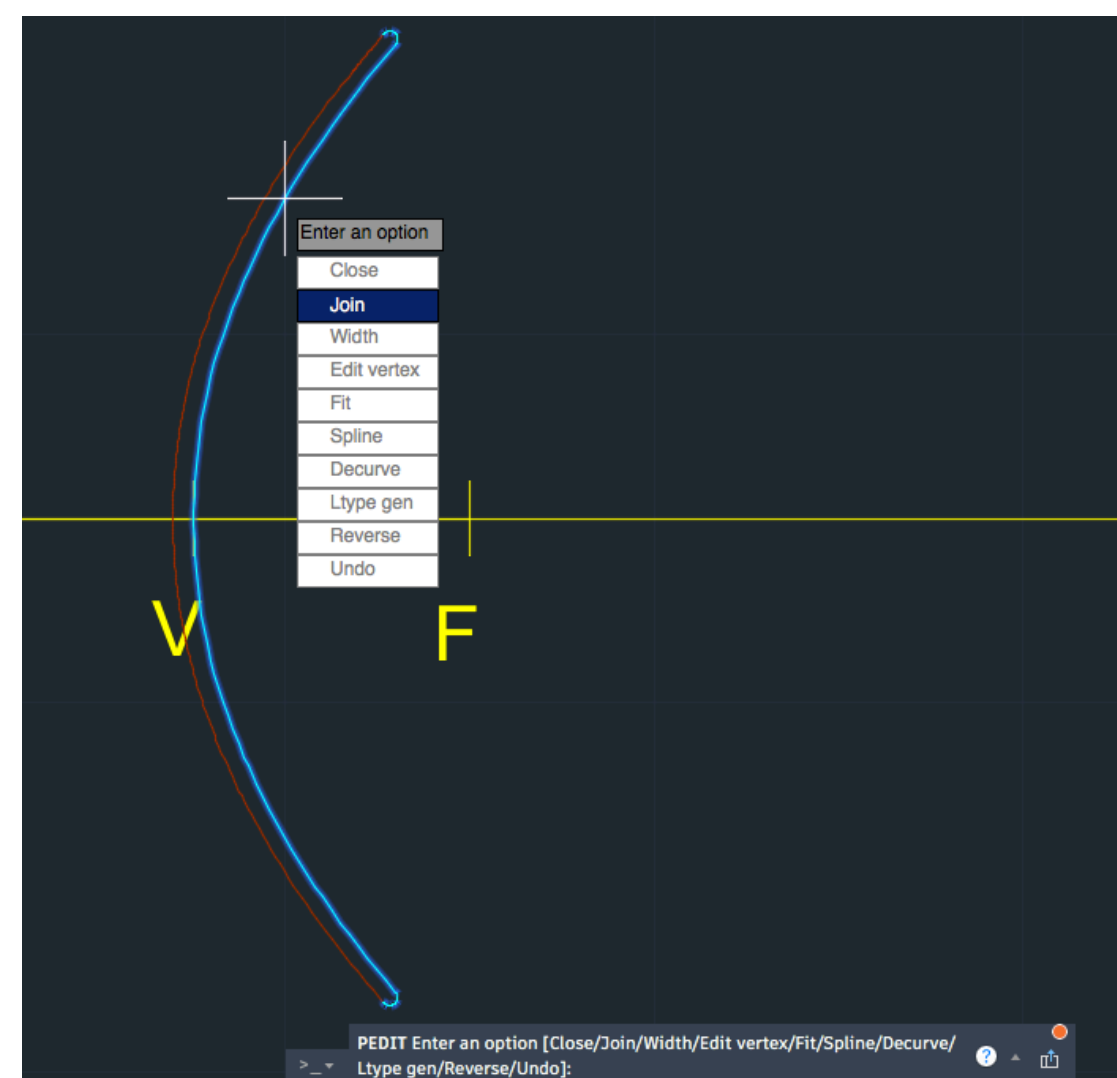 Enter an option
Close
Join
Width
Edit vertex
Fit
Spline
Decurve
Ltype gen
Reverse
Undo
V F
PEDIT Enter an option [Close/Join/Width/Edit vertex/Fit/Spline/Decurve/
>_ Ltype gen/Reverse/Undo]:
?